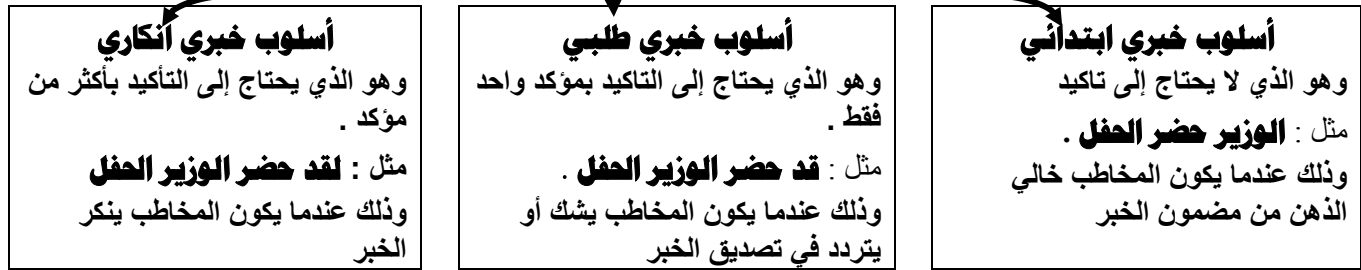 أسلوب خبري ابتدائي
وهو الذي لا يحتاج إلى تاكيد
مثل : الوزير حضر الحفل .
وذلك عندما يكون المخاطب خالي
الذهن من مضمون الخبر
أسلوب خبري طلبي
وهو الذي يحتاج إلى التاكيد بمؤكد واحد
فقط .
مثل : قد حضر الوزير الحفل .
وذلك عندما يكون المخاطب يشك أو
يتردد في تصديق الخبر
أسلوب خبري انكاري
وهو الذي يحتاج إلى التأكيد بأكثر من
مؤكد .
مثل : لقد حضر الوزير الحفل
وذلك عندما يكون المخاطب ينكر
الخبر